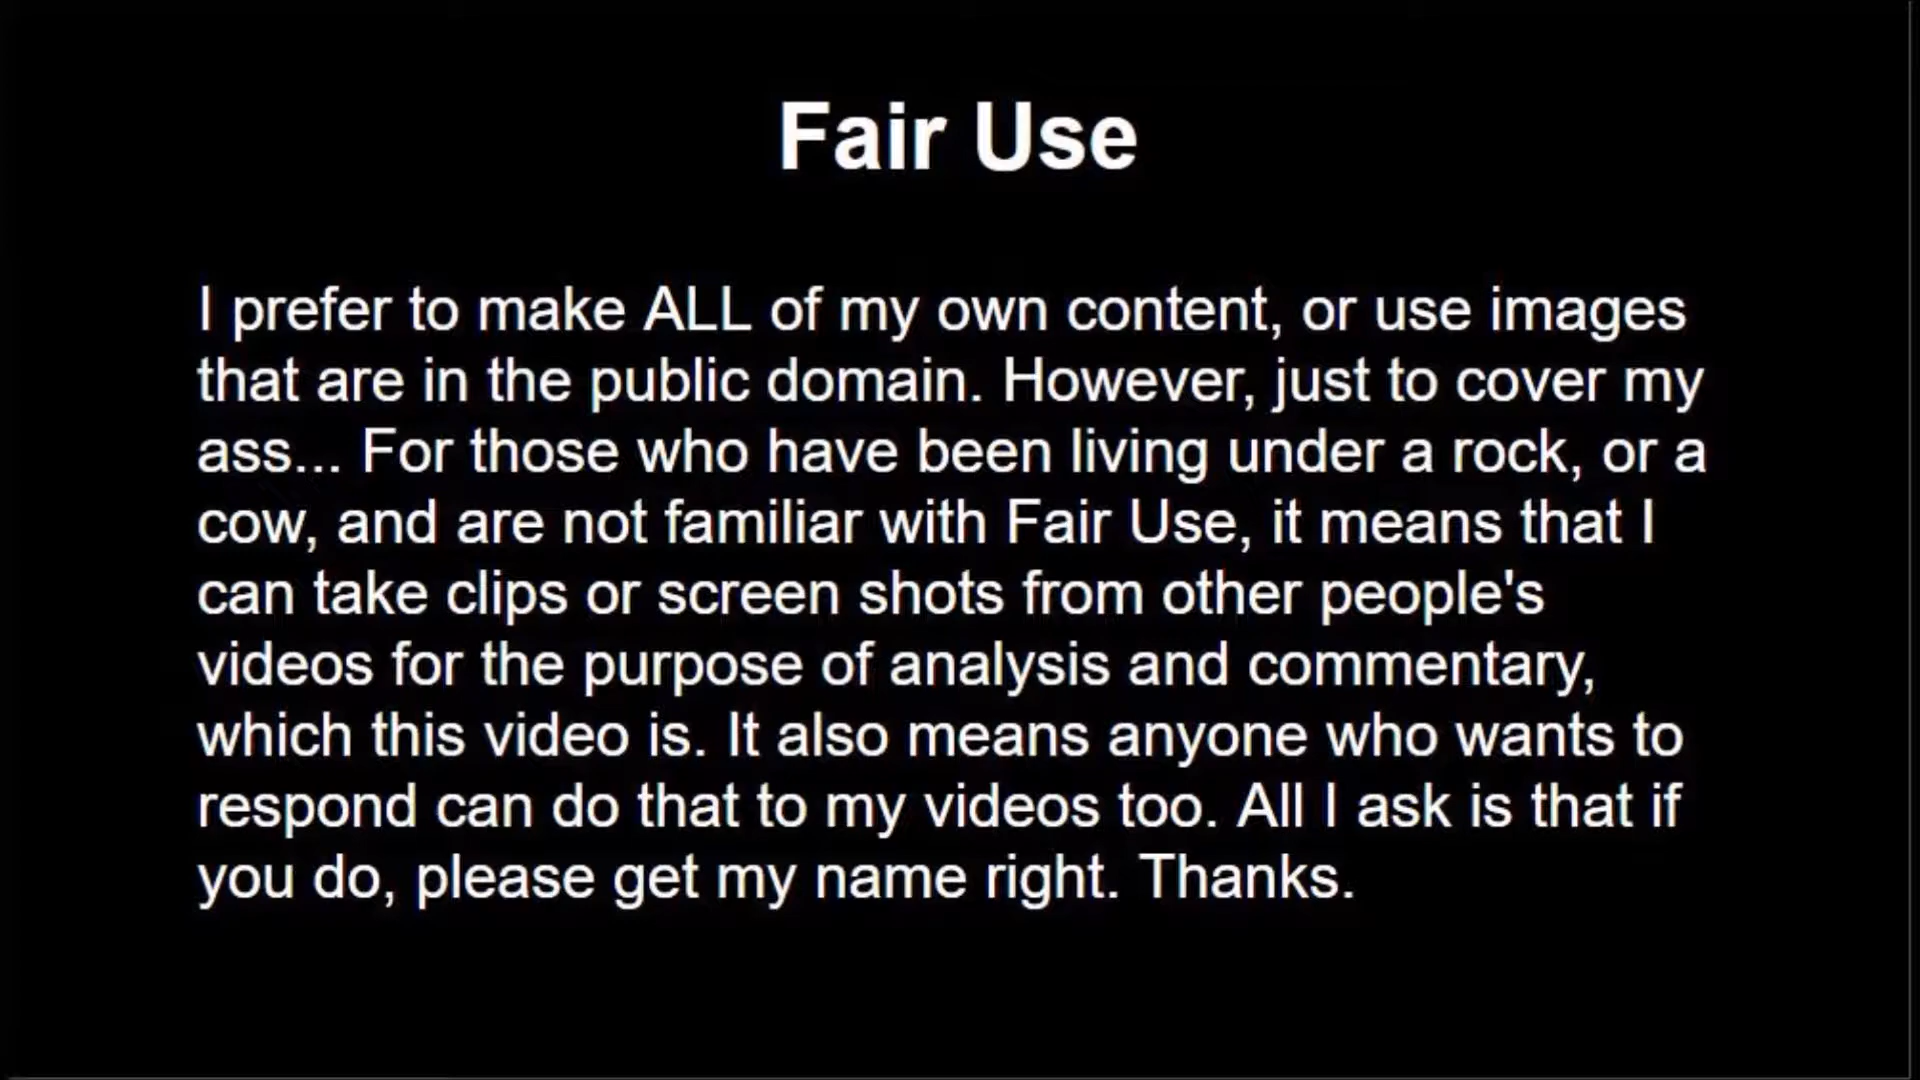 Fair Use
I prefer to make ALL of my own content, or use images
that are in the public domain. However, just to cover my
ass... For those who have been living under a rock, or a
cow, and are not familiar with Fair Use, it means that I
can take clips or screen shots from other people's
videos for the purpose of analysis and commentary,
which this video is. It also means anyone who wants to
respond can do that to my videos too. All I ask is that if
you do, please get my name right. Thanks.